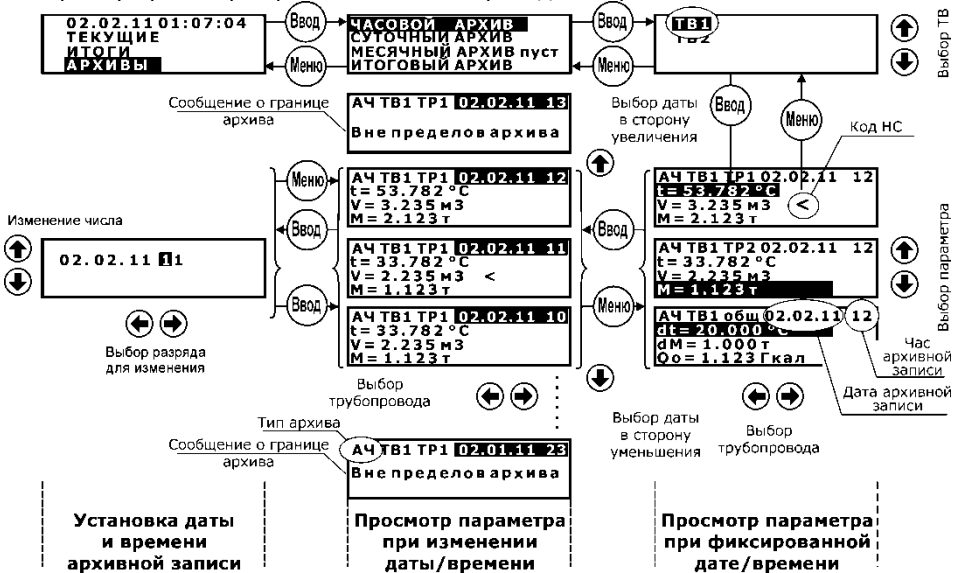 02.02.11 01:07:04
ТЕКУЩИЕ
ИТОГИ
АРХИВЫ
Ввод
Меню
ЧАСОВОЙ АРХИВ
СУТОЧНЫЙ АРХИВ
МЕСЯЧНЫЙ АРХИВ пуст
ИТОГОВЫЙ АРХИВ
Ввод
Меню
ТВ1
ТВ2
Выбор ТВ
Сообщение о границе
архива
АЧ ТВ1 ТР1 02.02.11 13
Вне пределов архива
Выбор даты
в сторону
увеличения
Ввод
Меню
Код НС
Изменение числа
02.02.11 11
Выбор разряда
для изменения
Меню
Ввод
Ввод
АЧ ТВ1 ТР1 02.02.11 12
t= 53.782 °C
V= 3.235 м3
М= 2.123 т
АЧ ТВ1 ТР1 02.02.11 11
t= 33.782 °C
V= 2.235 м3 <
М= 1.123 т
АЧ ТВ1 ТР1 02.02.11 10
t= 33.782 °C
V= 2.235 м3
М= 1.123 т
Ввод
Меню
АЧ ТВ1 ТР1 02.02.11 12
t= 53.782 °C
V= 3.235 м3 <
М= 2.123 т
АЧ ТВ1 ТР2 02.02.11 12
t= 33.782 °C
V= 2.235 м3
М= 1.123 т
АЧ ТВ1 общ 02.02.11 12
dt= 20.000 °C
dM= 1.000 т
Qо= 1.123 Гкал
Выбор параметра
Час
архивной
записи
Дата архивной
записи
Выбор
трубопровода
Выбор даты
в сторону
уменьшения
Выбор
трубопровода
Тип архива
Сообщение о границе
архива
АЧ ТВ1 ТР1 02.01.11 23
Вне пределов архива
Установка даты
и времени
архивной записи
Просмотр параметра
при изменении
даты/времени
Просмотр параметра
при фиксированной
дате/времени